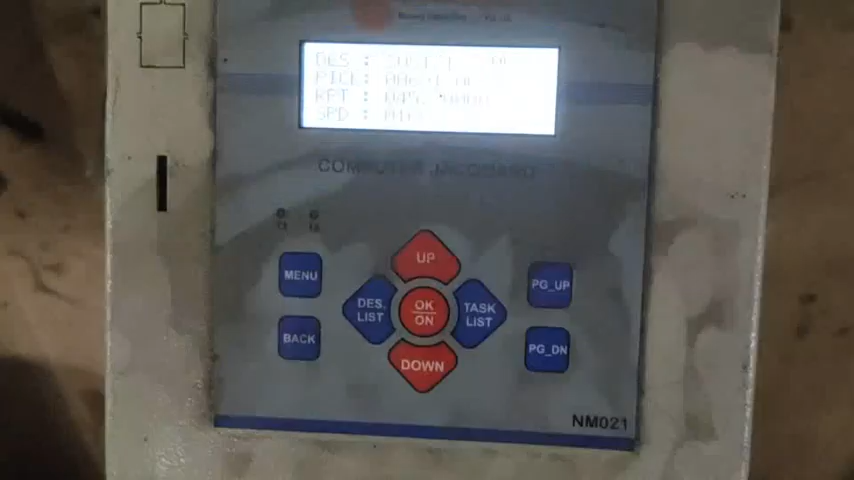 DES :
PICK:
RPT :
SPD :
COMPUTER JACQUARD
UP
MENU
PG_UP
DES.
LIST
OK
ON
TASK
LIST
BACK
PG_DN
DOWN
NM021